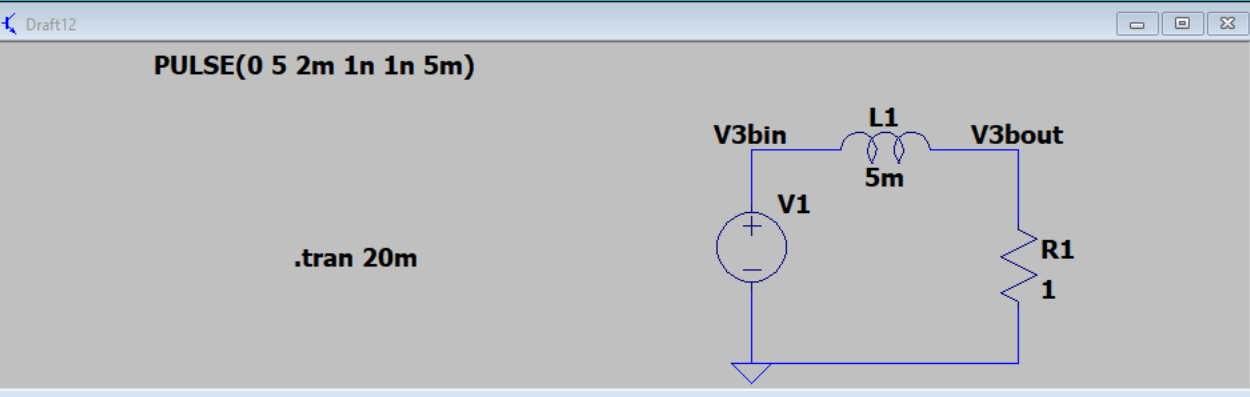 Draft12
PULSE(0 5 2m 1n 1n 5m)
L1
V3bin
V3bout
5m
V1
.tran 20m
R1
1